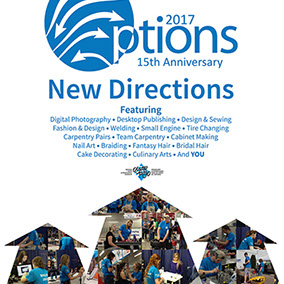 2017
Options
15th Anniversary
New Directions
Featuring
Digital Photography • Desktop Publishing • Design & Sewing
Fashion & Design • Welding • Small Engine • Tire Changing
Carpentry Pairs • Team Carpentry • Cabinet Making
Nail Art • Braiding • Fantasy Hair • Bridal Hair
Cake Decorating • Culinary Arts • And YOU